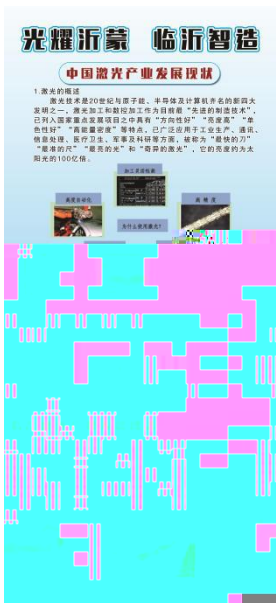 光耀沂蒙 临沂智造
中国激光产业发展现状
1.激光的概述
激光技术是20世纪与原子能、半导体及计算机齐名的新四大
发明之一，激光加工和数控加工作为目前最“先进的制造技术”，
已列入国家重点发展项目之中具有“方向性好”“亮度高”“单
色性好”“高能量密度”等特点，已广泛应用于工业生产、通讯、
信息处理、医疗卫生、军事及科研等方面，被称为“最快的刀”
“最准的尺”“最亮的光”和“奇异的激光”，它的亮度约为太
阳光的100亿倍。
加工灵活性高
高度自动化
高精度
为什么使用激光？